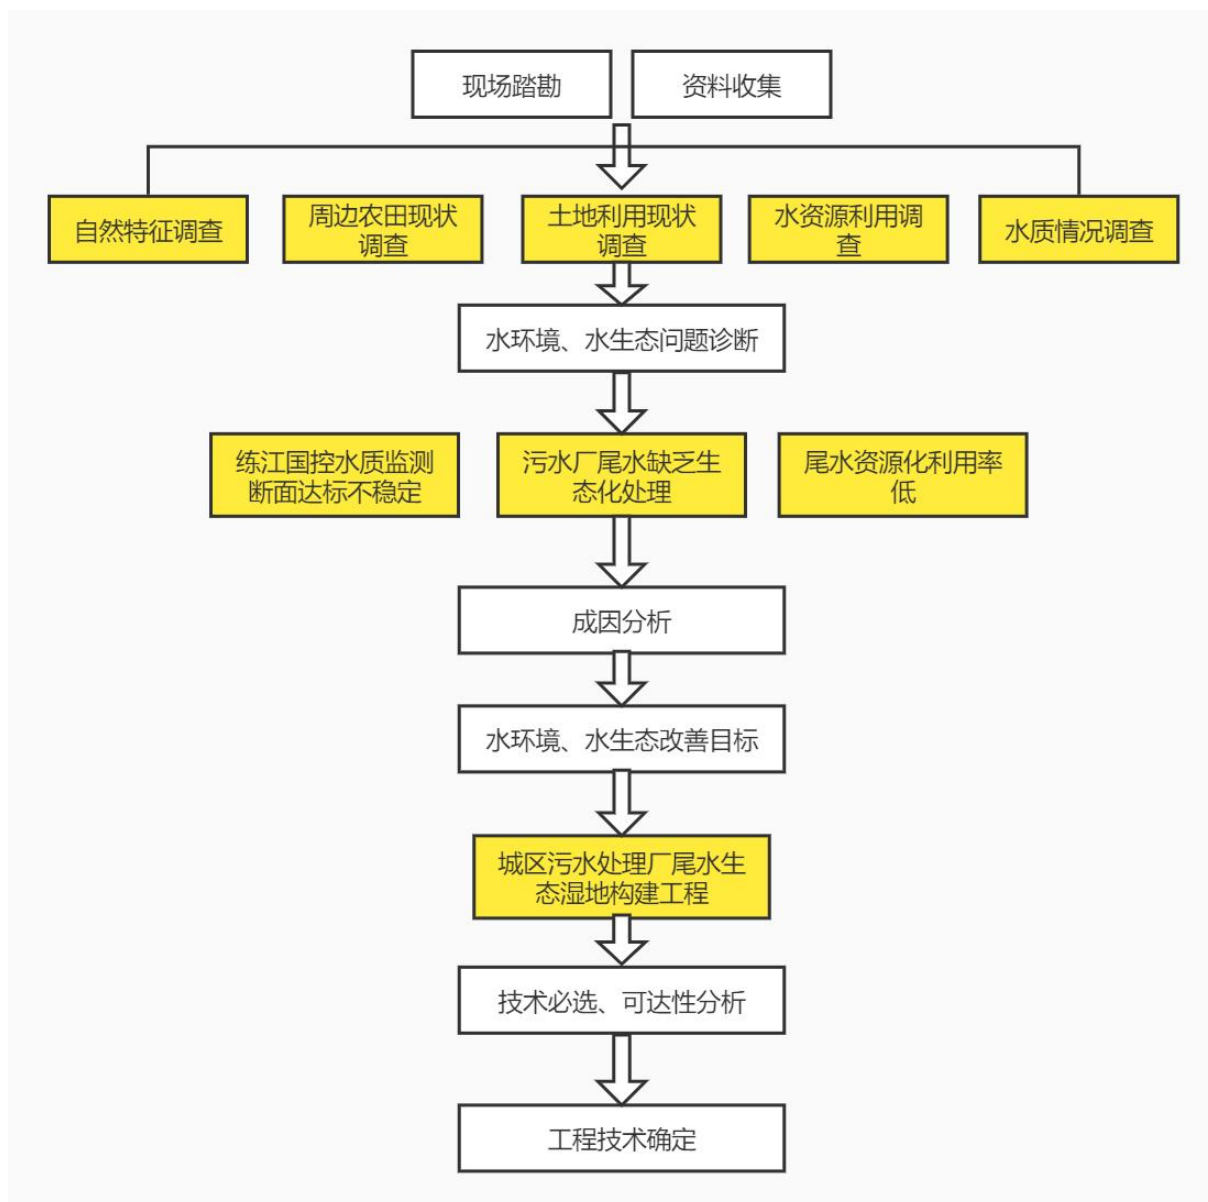 现场踏勘
资料收集
自然特征调查
周边农田现状
调查
土地利用现状
调查
水资源利用调
查
水质情况调查
水环境、水生态问题诊断
练江国控水质监测
断面达标不稳定
污水厂尾水缺乏生
态化处理
尾水资源化利用率
低
成因分析
水环境、水生态改善目标
城区污水处理厂尾水生
态湿地构建工程
技术必选、可达性分析
工程技术确定